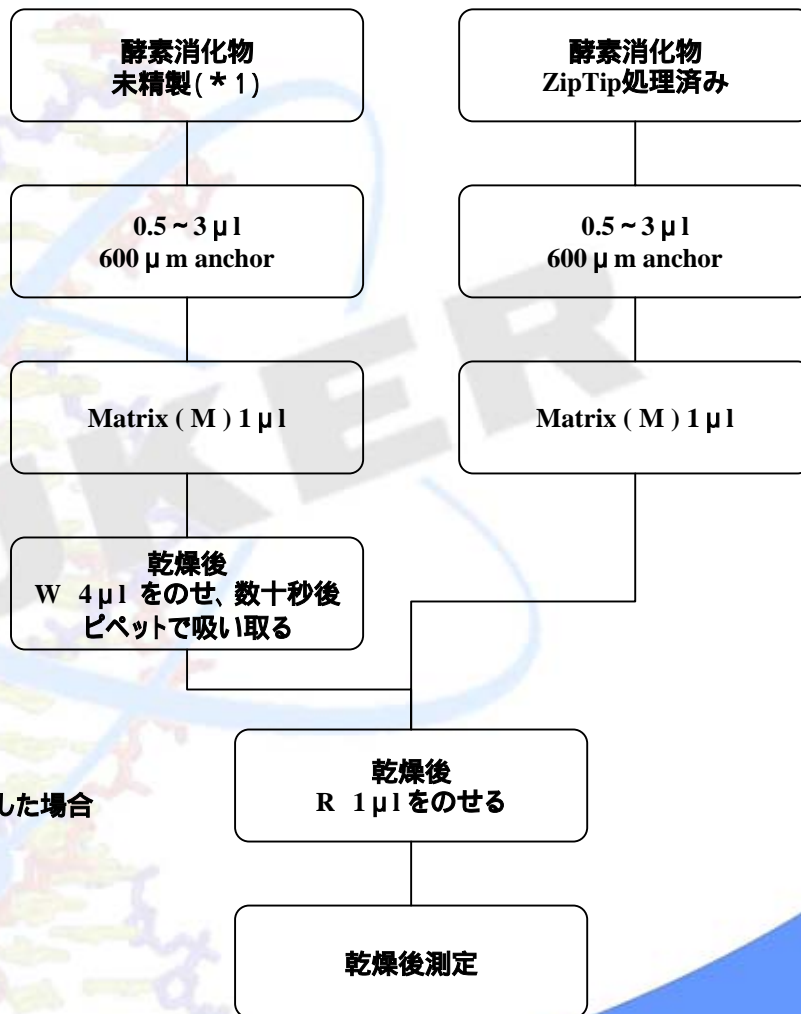 酵素消化物
未精製(*1)
酵素消化物
ZipTip処理済み
0.5~3μl
600μm anchor
0.5~3μl
600μm anchor
Matrix (M) 1μl
Matrix (M) 1μl
乾燥後
W 4μl をのせ、数十秒後
ピペットで吸い取る
乾燥後
R 1μlをのせる
した場合
乾燥後測定
UKER